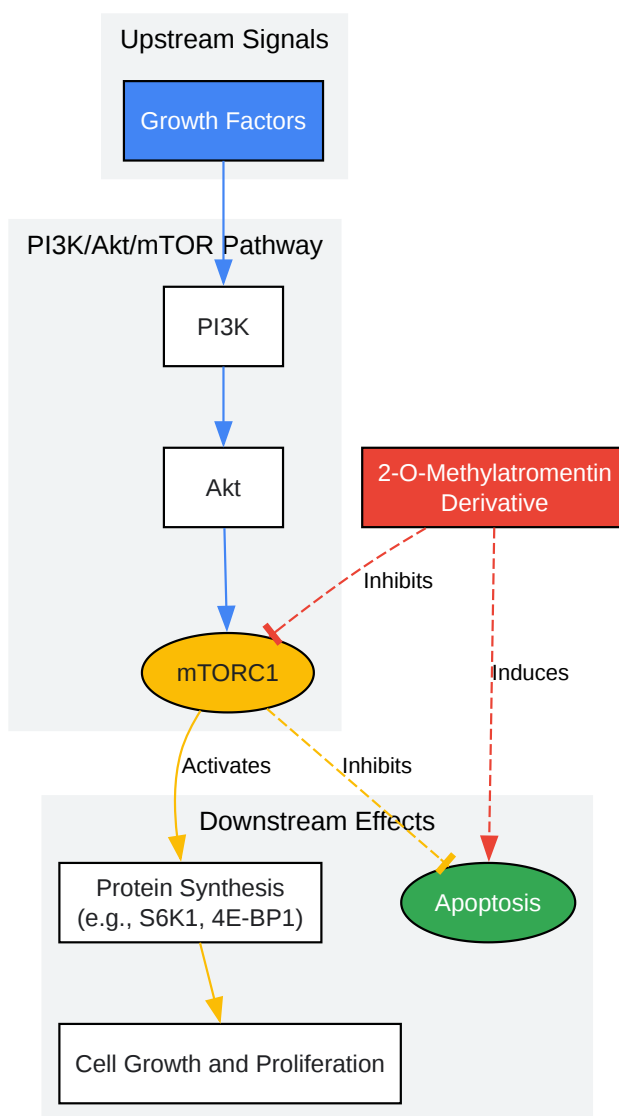 Upstream Signals
Growth Factors
PI3K/Akt/mTOR Pathway
PI3K
Akt
2-O-Methylatromentin
Derivative
Inhibits
mTORC1
Induces
Activates
Inhibits
Downstream Effects
Protein Synthesis
(e.g., S6K1, 4E-BP1)
Apoptosis
Cell Growth and Proliferation